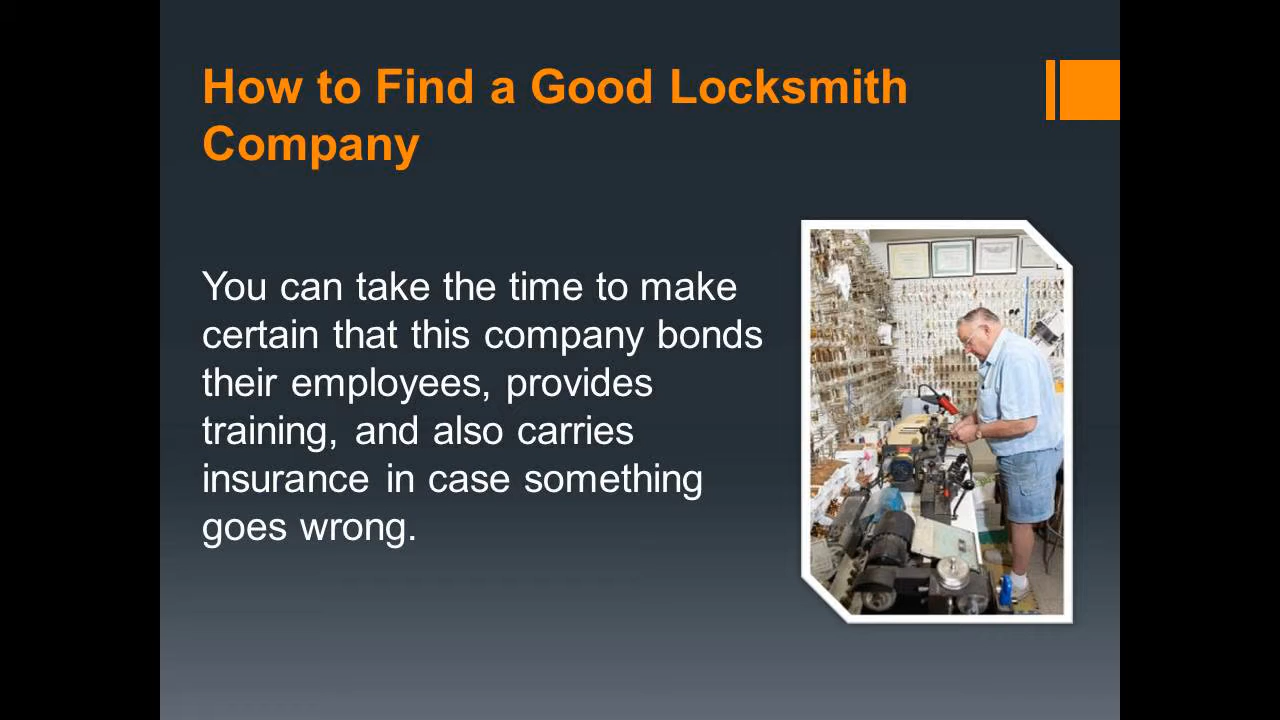 How to Find a Good Locksmith
Company
You can take the time to make
certain that this company bonds
their employees, provides
training, and also carries
insurance in case something
goes wrong.